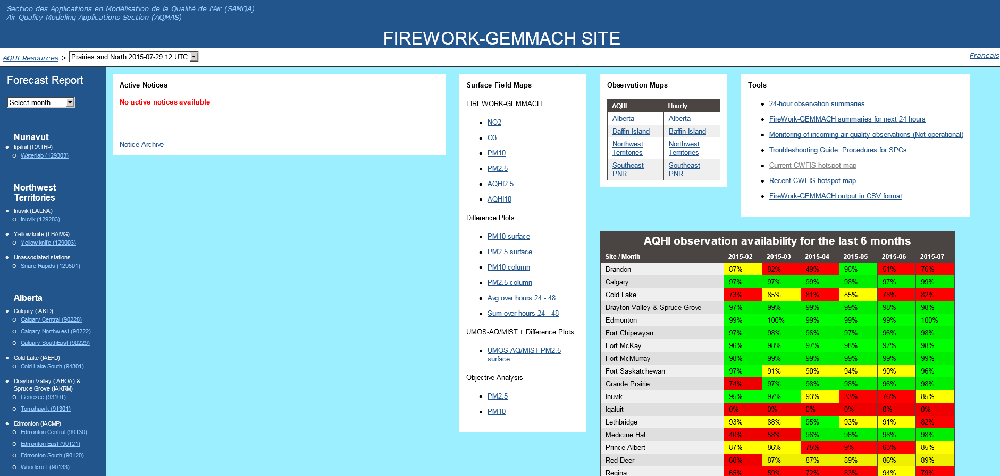 Section des Applications en Modélisation de la Qualité de l'Air (SAMQA)
Air Quality Modeling Applications Section (AQMAS)
FIREWORK-GEMMACH SITE
AQHI Resources > Prairies and North 2015-07-29 12 UTC
Français
Forecast Report
Select month
Nunavut
Iqaluit (OATRP)
Waterlab (129303)
Northwest
Territories
Inuvik (LALNA)
Inuvik (129203)
Yellowknife (LBAMG)
Yellowknife (129003)
Unassociated stations
Snare Rapids (129501)
Alberta
Calgary (IAKID)
Calgary Central (90228)
Calgary Northwest (90222)
Calgary SouthEast (90229)
Cold Lake (IAEFD)
Cold Lake South (94301)
Drayton Valley (IABOA) &
Spruce Grove (IAKRM)
Genesee (93101)
Tomahawk (91301)
Edmonton (IACMP)
Edmonton Central (90130)
Edmonton East (90121)
Edmonton South (90120)
Woodcroft (90133)
Active Notices
No active notices available
Notice Archive
Surface Field Maps
FIREWORK-GEMMACH
NO2
O3
PM10
PM2.5
AQHI2.5
AQHI10
Difference Plots
PM10 surface
PM2.5 surface
PM10 column
PM2.5 column
Avg over hours 24 - 48
Sum over hours 24 - 48
UMOS-AQ/MIST + Difference Plots
UMOS-AQ/MIST PM2.5
surface
Objective Analysis
PM2.5
PM10
Observation Maps
AQHI Hourly
Alberta Alberta
Baffin Island Baffin Island
Northwest Northwest
Territories Territories
Southeast Southeast
PNR PNR
Tools
24-hour observation summaries
FireWork-GEMMACH summaries for next 24 hours
Monitoring of incoming air quality observations (Not operational)
Troubleshooting Guide: Procedures for SPCs
Current CWFIS hotspot map
Recent CWFIS hotspot map
FireWork-GEMMACH output in CSV format
AQHI observation availability for the last 6 months
Site / Month 2015-02 2015-03 2015-04 2015-05 2015-06 2015-07
Brandon 87% 82% 49% 96% 51% 76%
Calgary 97% 97% 99% 98% 97% 99%
Cold Lake 73% 85% 81% 85% 78% 82%
Drayton Valley & Spruce Grove 97% 99% 99% 99% 98% 98%
Edmonton 99% 100% 99% 99% 99% 100%
Fort Chipewyan 97% 98% 96% 97% 96% 98%
Fort McKay 96% 98% 97% 98% 97% 98%
Fort McMurray 98% 99% 99% 99% 99% 99%
Fort Saskatchewan 97% 91% 90% 94% 90% 96%
Grande Prairie 74% 97% 98% 98% 96% 98%
Inuvik 95% 97% 93% 33% 76% 85%
Iqaluit 0% 0% 0% 0% 0% 0%
Lethbridge 93% 88% 95% 93% 91% 82%
Medicine Hat 40% 58% 96% 96% 98% 98%
Prince Albert 87% 86% 75% 9% 63% 85%
Red Deer 68% 87% 87% 89% 86% 89%
Regina 65% 59% 72% 83% 94% 79%